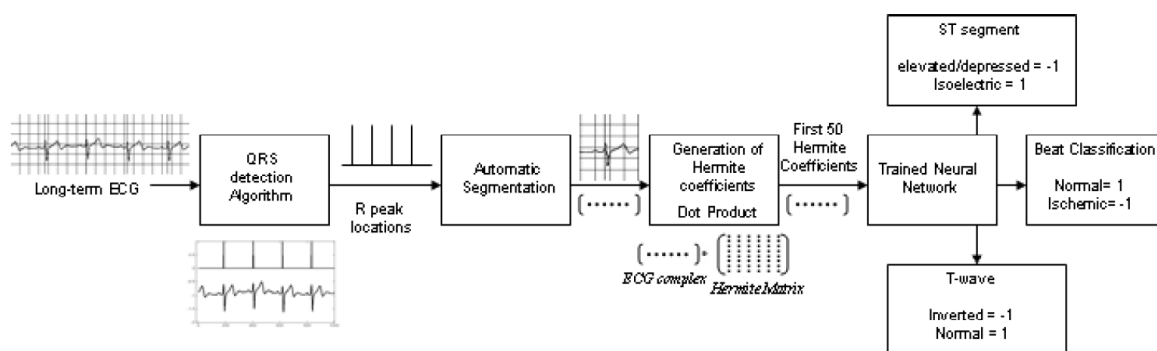 Long-term ECG
QRS
detection
Algorithm
R peak
locations
Automatic
Segmentation
Generation of
Hermite
coefficients
Dot Product
ECG complex
Hermite Matrix
First 50
Hermite
Coefficients
Trained Neural
Network
ST segment
elevated/depressed = -1
Isoelectric = 1
Beat Classification
Normal= 1
Ischemic= -1
T-wave
Inverted = -1
Normal = 1